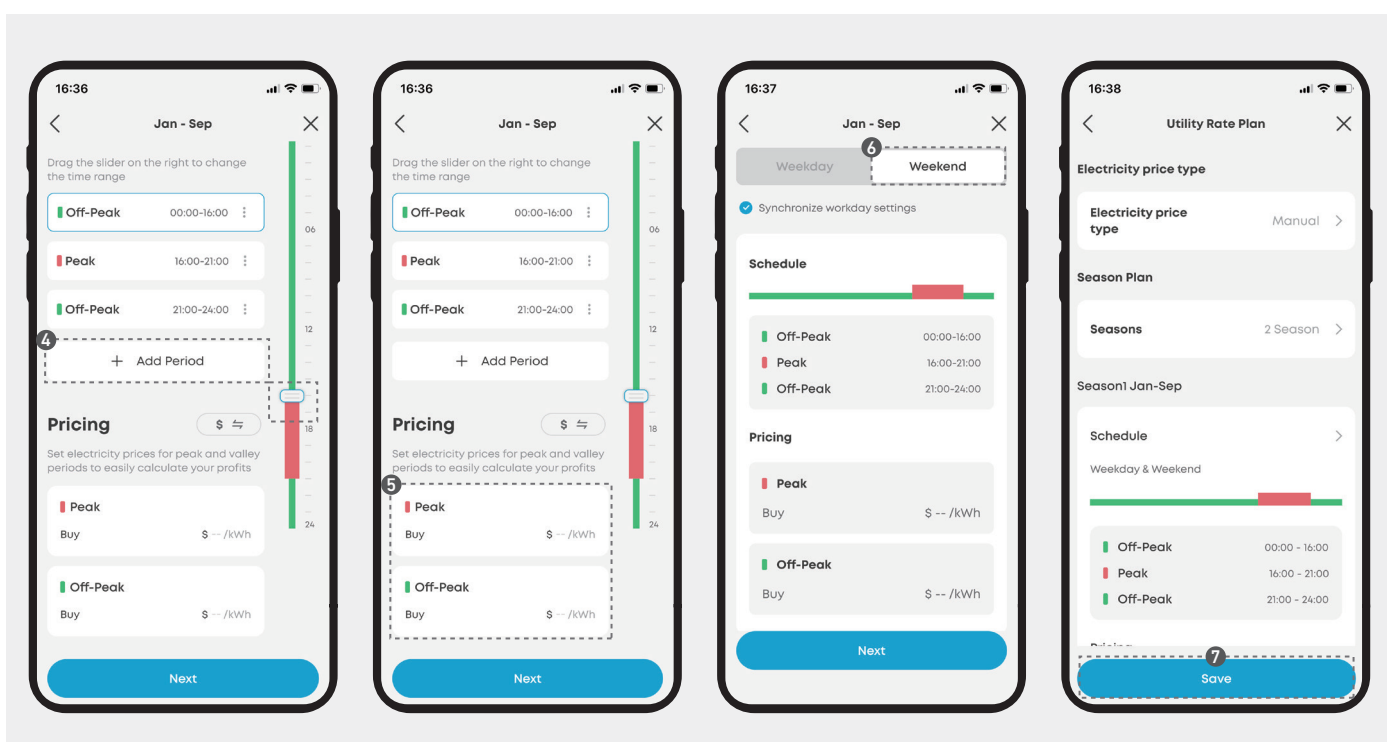 16:36
Jan - Sep
Drag the slider on the right to change
the time range
Off-Peak 00:00-16:00
06
Peak 16:00-21:00
Off-Peak 21:00-24:00
12
4
+ Add Period
Pricing $
18
Set electricity prices for peak and valley
periods to easily calculate your profits
Peak
24
Buy $ -- /kWh
Off-Peak
Buy $ -- /kWh
Next
16:36
Jan - Sep
Drag the slider on the right to change
the time range
Off-Peak 00:00-16:00
06
Peak 16:00-21:00
Off-Peak 21:00-24:00
12
+ Add Period
Pricing $
18
Set electricity prices for peak and valley
periods to easily calculate your profits
5
Peak
24
Buy $ -- /kWh
Off-Peak
Buy $ -- /kWh
Next
16:37
Jan - Sep
6
Weekday Weekend
Synchronize workday settings
Schedule
Off-Peak 00:00-16:00
Peak 16:00-21:00
Off-Peak 21:00-24:00
Pricing
Peak
Buy $ -- /kWh
Off-Peak
Buy $ -- /kWh
Next
16:38
Utility Rate Plan
Electricity price type
Electricity price
type
Manual
Season Plan
Seasons 2 Season
Season1 Jan-Sep
Schedule
Weekday & Weekend
Off-Peak 00:00 - 16:00
Peak 16:00 - 21:00
Off-Peak 21:00 - 24:00
7
Save